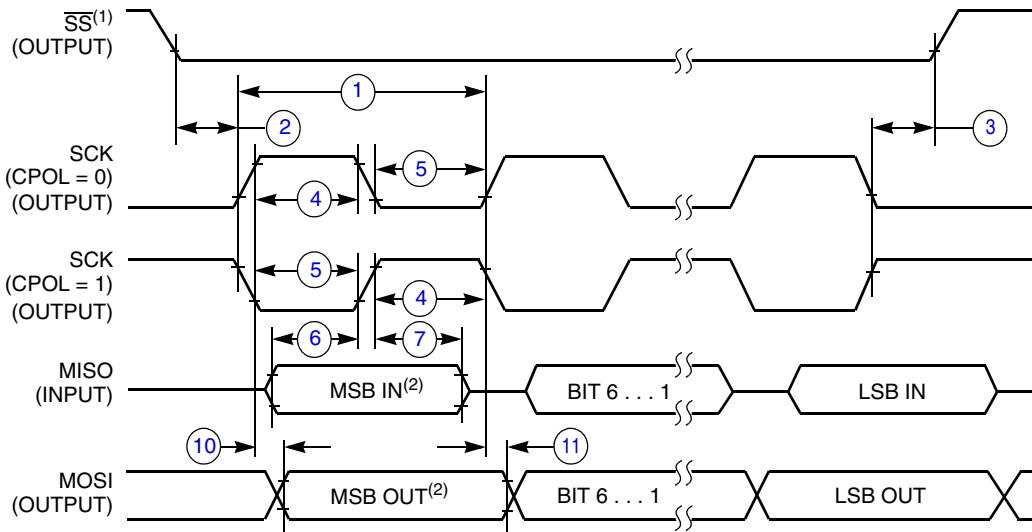 SS(1)
(OUTPUT)
1
2
3
SCK
(CPOL = 0)
(OUTPUT)
5
4
SCK
(CPOL = 1)
(OUTPUT)
5
4
6
7
MISO
(INPUT)
MSB IN(2)
BIT 6 . . . 1
LSB IN
10
11
MOSI
(OUTPUT)
MSB OUT(2)
BIT 6 . . . 1
LSB OUT